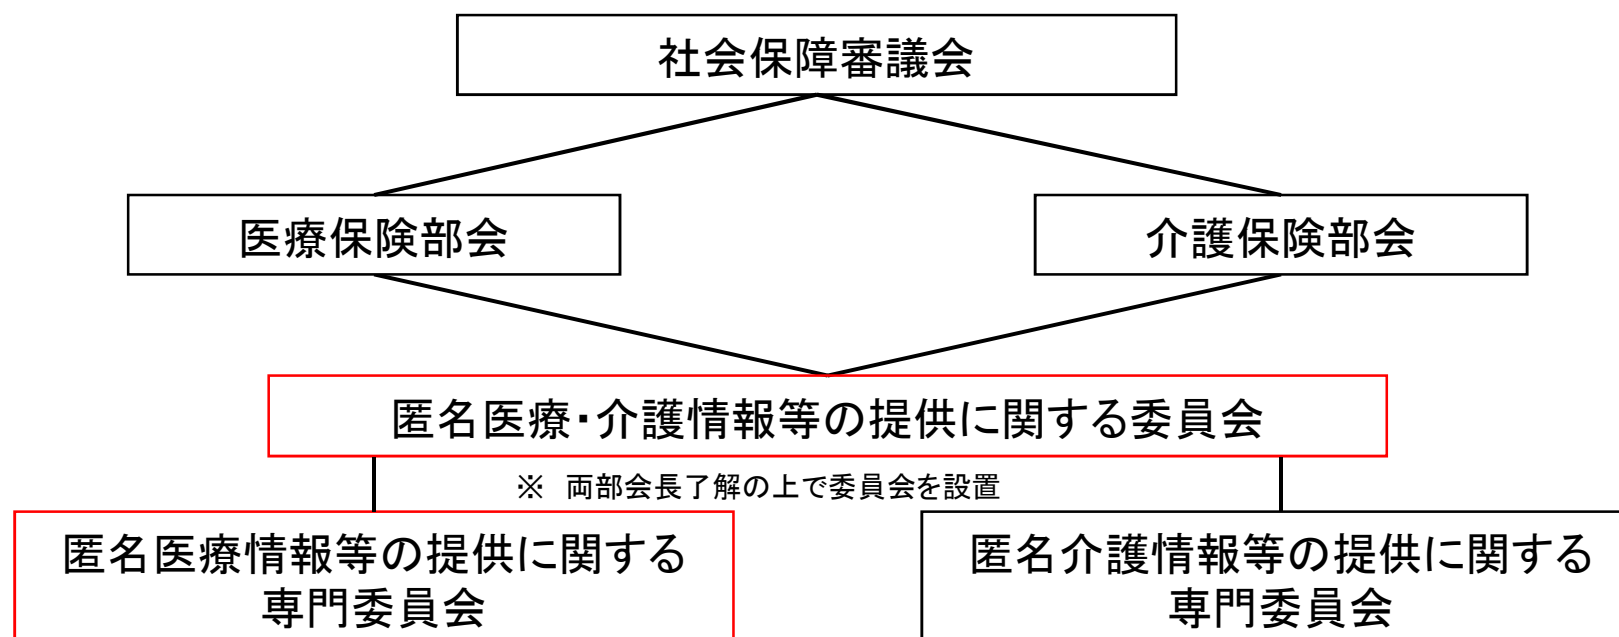 社会保障審議会
医療保険部会
介護保険部会
匿名医療・介護情報等の提供に関する委員会
※　両部会長了解の上で委員会を設置
匿名医療情報等の提供に関する
専門委員会
匿名介護情報等の提供に関する
専門委員会